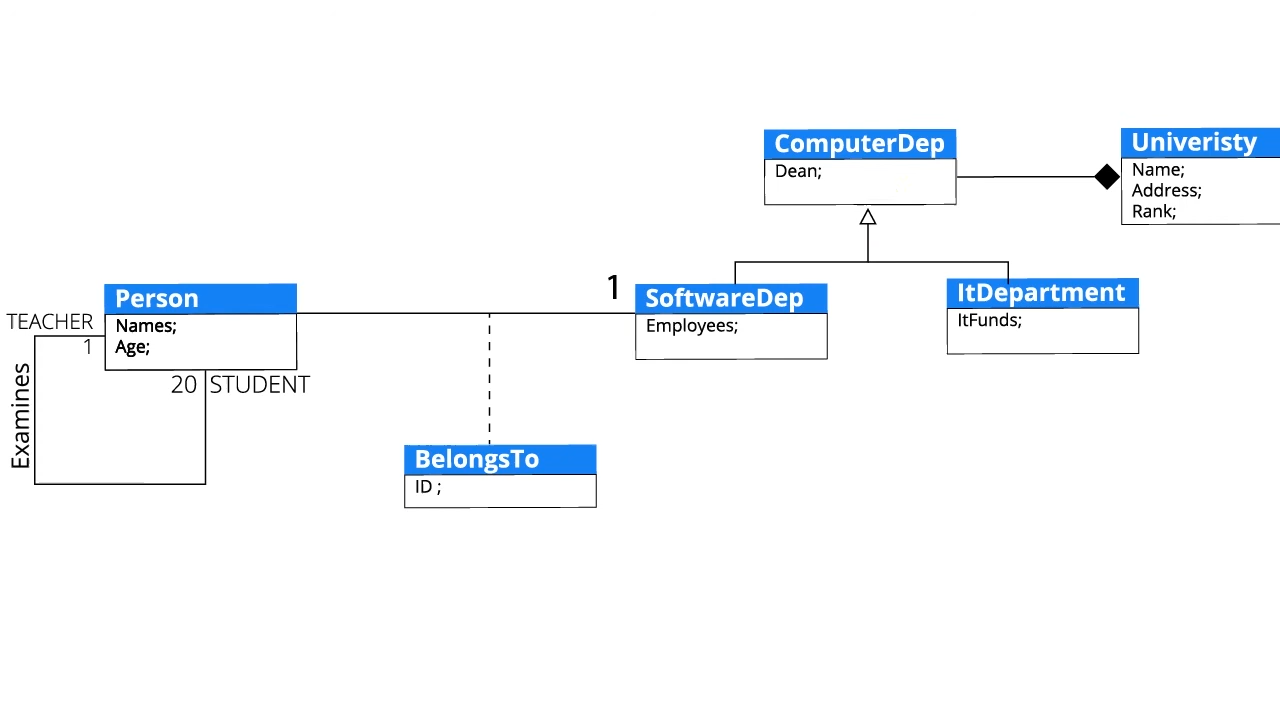 ComputerDep
Dean;
Univeristy
Name;
Address;
Rank;
1
SoftwareDep
Employees;
ItDepartment
ItFunds;
Person
Names;
Age;
TEACHER
1
20 STUDENT
Examines
BelongsTo
ID ;